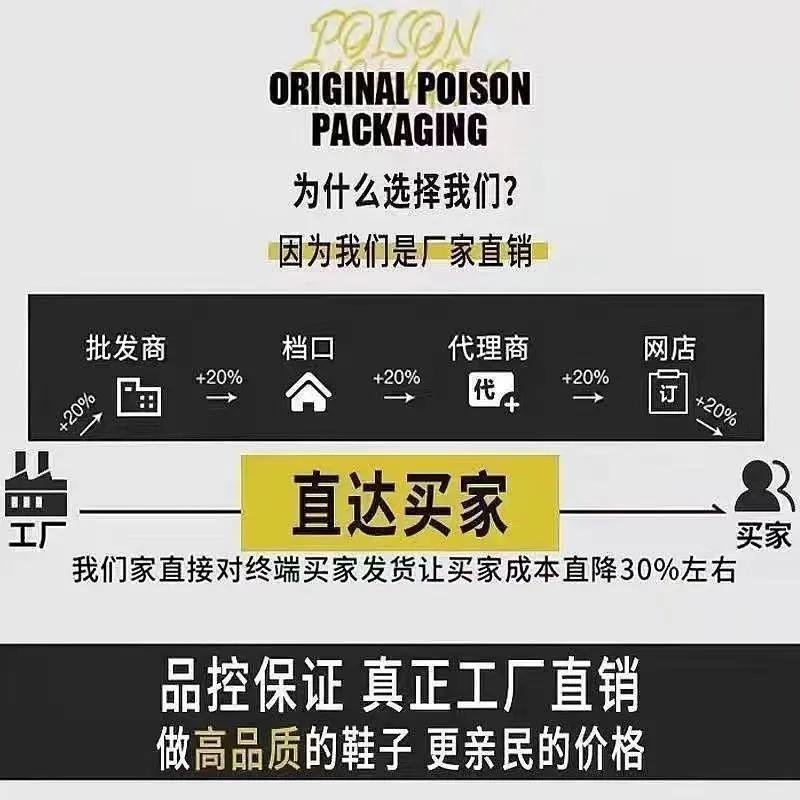 POISON
PACKAGING
ORIGINAL POISON
PACKAGING
为什么选择我们?
因为我们是厂家直销
批发商 档口 代理商 网店
+20% +20% +20% +20% +20%
代 订
直达买家
工厂 买家
我们家直接对终端买家发货让买家成本直降30%左右
品控保证 真正工厂直销
做高品质的鞋子 更亲民的价格